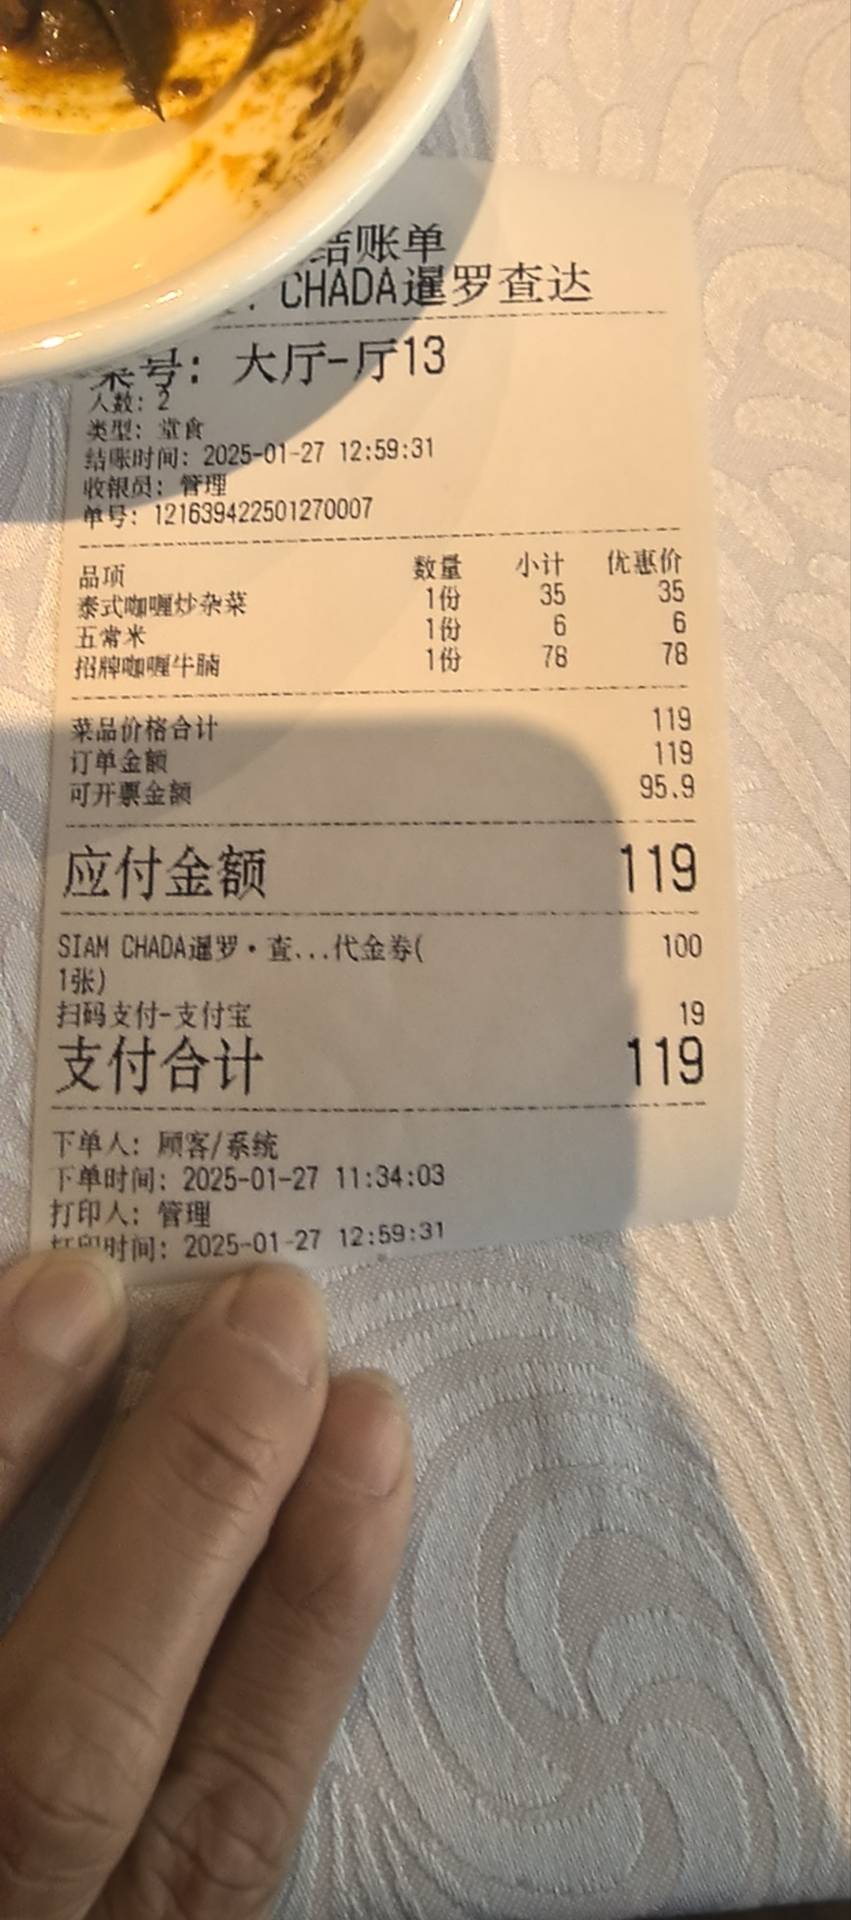 结账单
CHADA暹罗查达
桌号: 大厅-厅13
人数: 2
类型: 堂食
结账时间: 2025-01-27 12:59:31
收银员: 管理
单号: 121639422501270007
品项 数量 小计 优惠价
泰式咖喱炒杂菜 1份 35 35
五常米 1份 6 6
招牌咖喱牛腩 1份 78 78
菜品价格合计 119
订单金额 119
可开票金额 95.9
应付金额 119
SIAM CHADA暹罗·查...代金券( 100
1张)
扫码支付-支付宝 19
支付合计 119
下单人: 顾客/系统
下单时间: 2025-01-27 11:34:03
打印人: 管理
打印时间: 2025-01-27 12:59:31